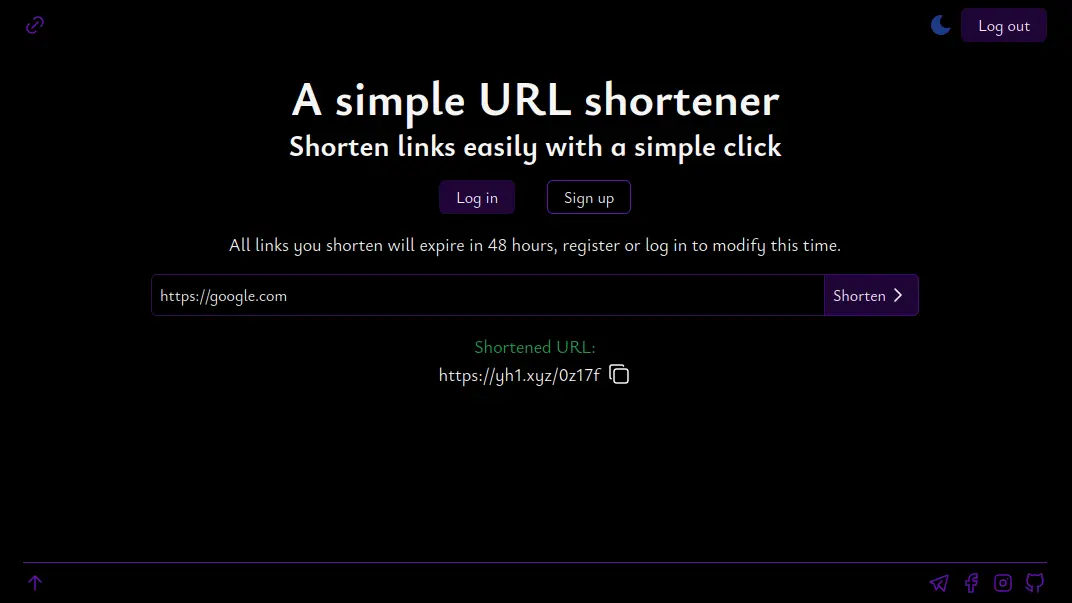 Log out
A simple URL shortener
Shorten links easily with a simple click
Log in
Sign up
All links you shorten will expire in 48 hours, register or log in to modify this time.
https://google.com
Shorten
Shortened URL:
https://yh1.xyz/0z17f